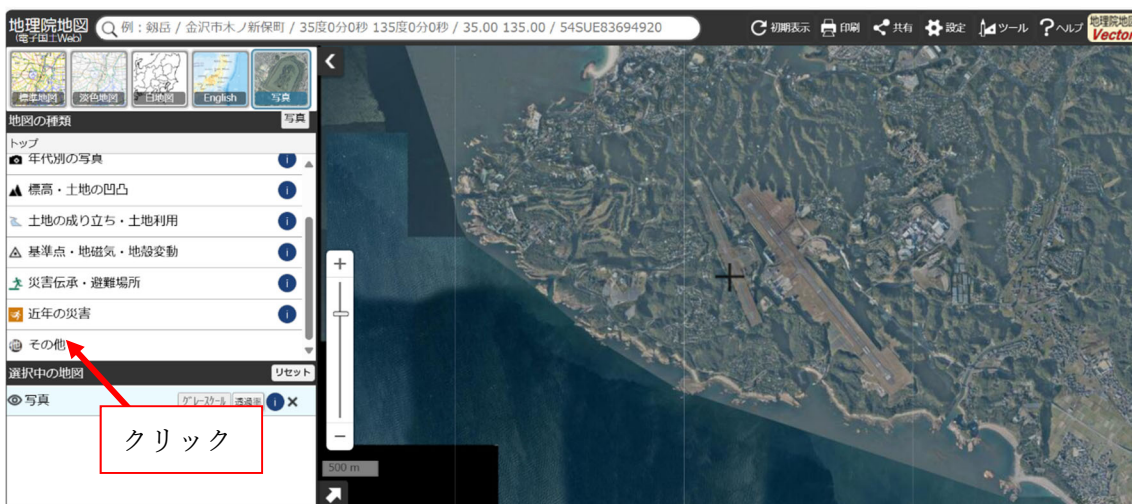 地理院地図
(電子国土Web)
例：剱岳 / 金沢市木ノ新保町 / 35度0分0秒 135度0分0秒 / 35.00 135.00 / 54SUE83694920
初期表示
印刷
共有
設定
ツール
ヘルプ
地理院地図
Vector
標準地図
淡色地図
白地図
English
写真
地図の種類
写真
トップ
年代別の写真
標高・土地の凹凸
土地の成り立ち・土地利用
基準点・地磁気・地殻変動
災害伝承・避難場所
近年の災害
その他
選択中の地図
リセット
写真
グレースケール
クリック
500 m